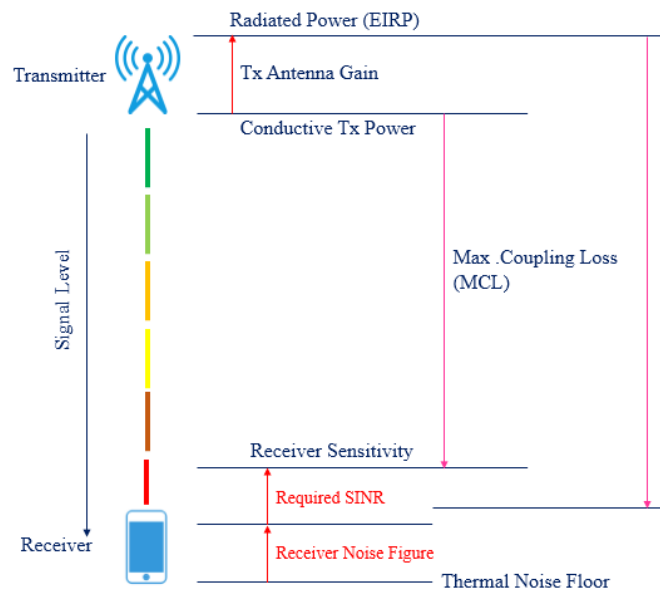 Radiated Power (EIRP)
Transmitter
Tx Antenna Gain
Conductive Tx Power
Signal Level
Max .Coupling Loss
(MCL)
Receiver Sensitivity
Required SINR
Receiver
Receiver Noise Figure
Thermal Noise Floor